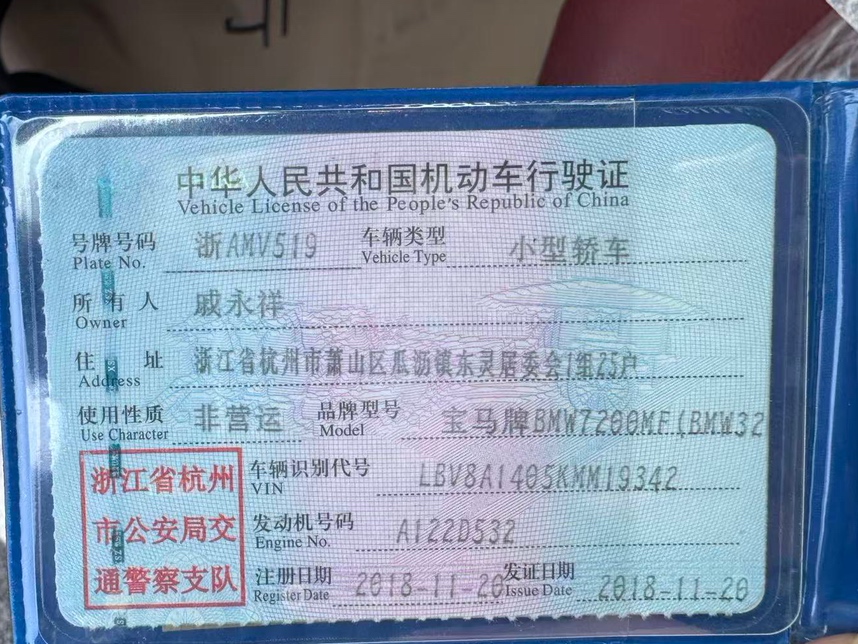 中华人民共和国机动车行驶证
Vehicle License of the People's Republic of China
号牌号码 浙AMV519 车辆类型 小型轿车
Plate No. Vehicle Type
所有人 戚永祥
Owner
住址 浙江省杭州市萧山区瓜沥镇东灵居委会1组25户
Address
使用性质 非营运 品牌型号 宝马牌BMW7200MF(BMW32
Use Character Model
浙江省杭州
市公安局交
通警察支队
车辆识别代号 LBV8A1405KMM19342
VIN
发动机号码 A122D532
Engine No.
注册日期 2018-11-20 发证日期 2018-11-20
Register Date Issue Date